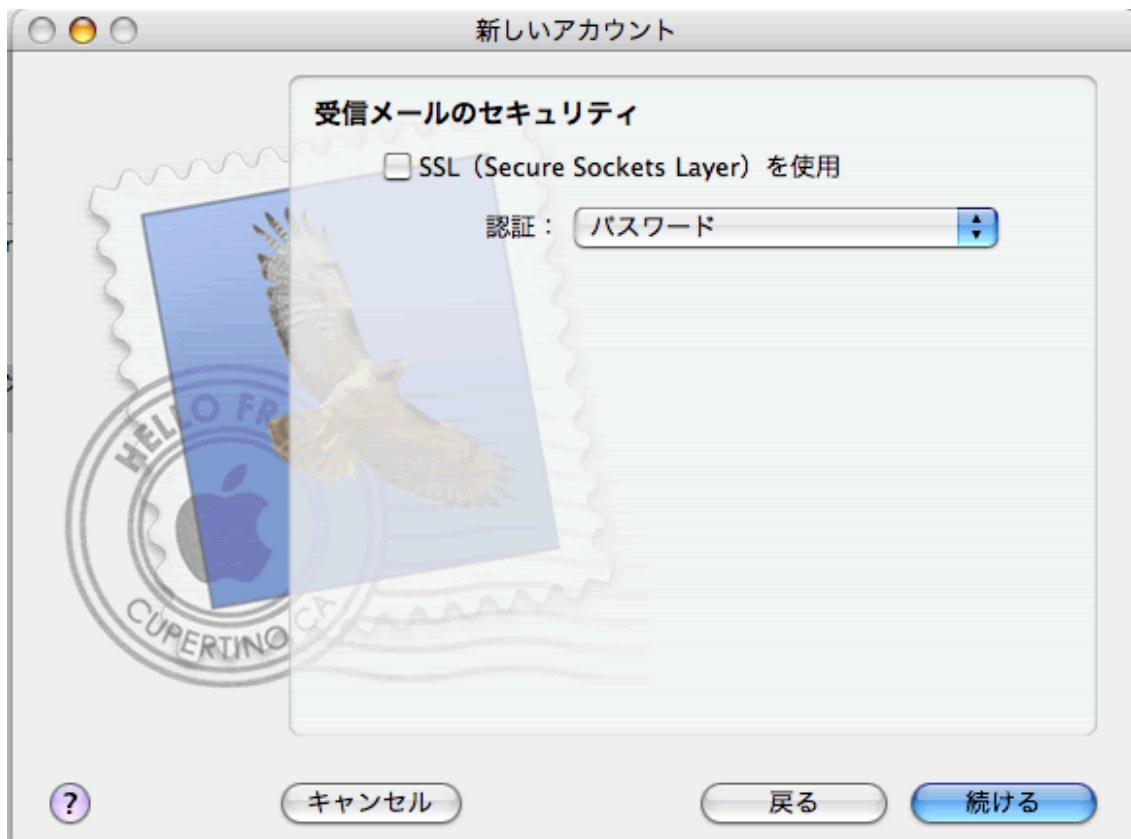 新しいアカウント
受信メールのセキュリティ
SSL（Secure Sockets Layer）を使用
認証： パスワード
HELLO FR
CUPERTINO CA
? キャンセル 戻る 続ける